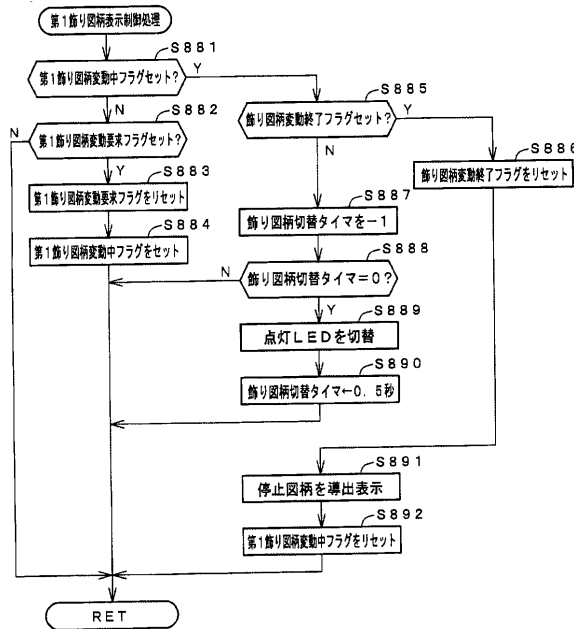 第1飾り図柄表示制御処理
S881
第1飾り図柄変動中フラグセット?
Y
N
S882
S885
飾り図柄変動終了フラグセット?
Y
N
第1飾り図柄変動要求フラグセット?
Y
N
S883
第1飾り図柄変動要求フラグをリセット
S886
飾り図柄変動終了フラグをリセット
S884
第1飾り図柄変動中フラグをセット
S887
飾り図柄切替タイマを−1
S888
N
飾り図柄切替タイマ=0?
Y
S889
点灯LEDを切替
S890
飾り図柄切替タイマ←0.5秒
S891
停止図柄を導出表示
S892
第1飾り図柄変動中フラグをリセット
RET